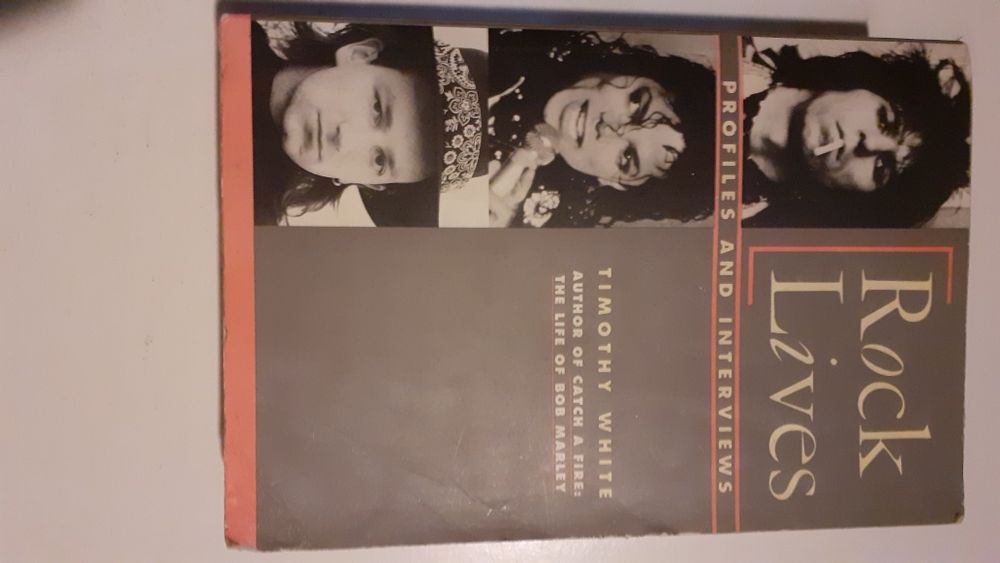 Rock
Lives
PROFILES AND INTERVIEWS
TIMOTHY WHITE
AUTHOR OF CATCH A FIRE:
THE LIFE OF BOB MARLEY